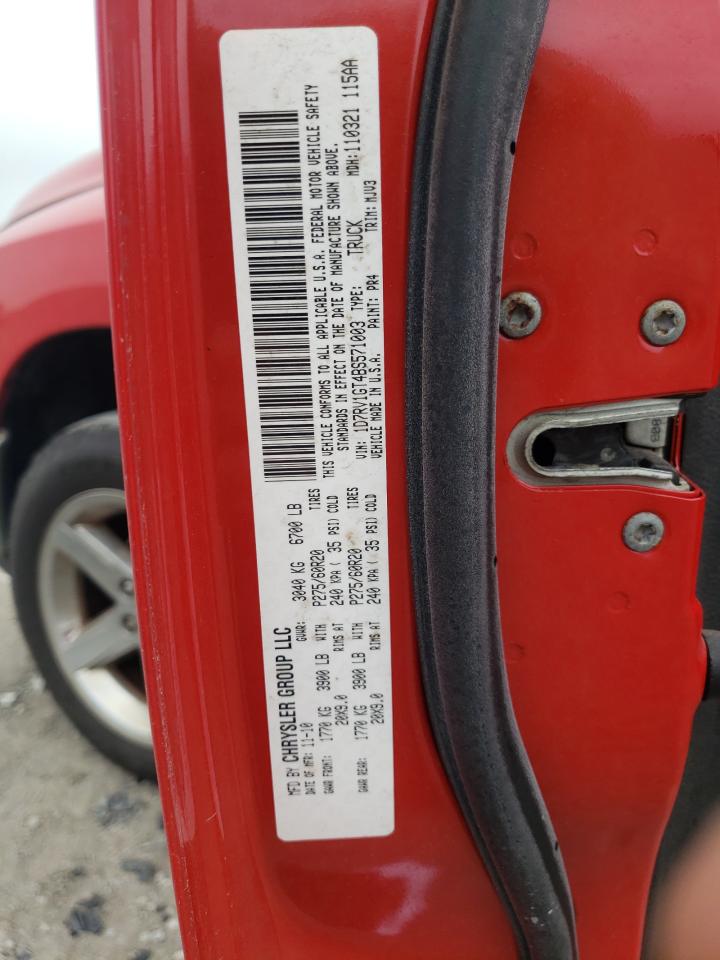 MFD BY CHRYSLER GROUP LLC
DATE OF MFR: 11-10 GVWR: 3040 KG 6700 LB
GAWR FRONT: 1770 KG 3900 LB WITH P275/60R20 TIRES
20X9.0 RIMS AT 240 KPA ( 35 PSI) COLD
GAWR REAR: 1770 KG 3900 LB WITH P275/60R20 TIRES
20X9.0 RIMS AT 240 KPA ( 35 PSI) COLD
THIS VEHICLE CONFORMS TO ALL APPLICABLE U.S.A. FEDERAL MOTOR VEHICLE SAFETY
STANDARDS IN EFFECT ON THE DATE OF MANUFACTURE SHOWN ABOVE.
VIN: 1D7RV1GT4BS571003 TYPE: TRUCK MDH: 110321 115AA
VEHICLE MADE IN U.S.A. PAINT: PR4 TRIM: MJV3